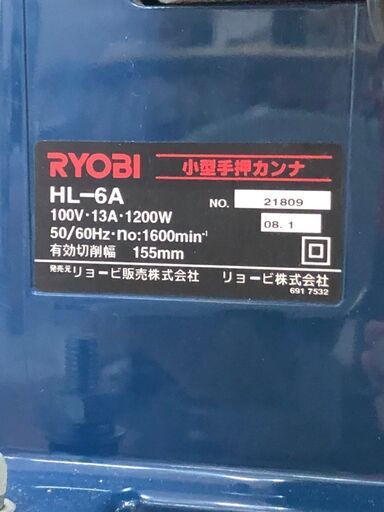 RYOBI 小型手押カンナ
HL-6A NO. 21809
100V・13A・1200W 08.1
50/60Hz・no:1600min⁻¹
有効切削幅 155mm
発売元 リョービ販売株式会社 リョービ株式会社
691 7532